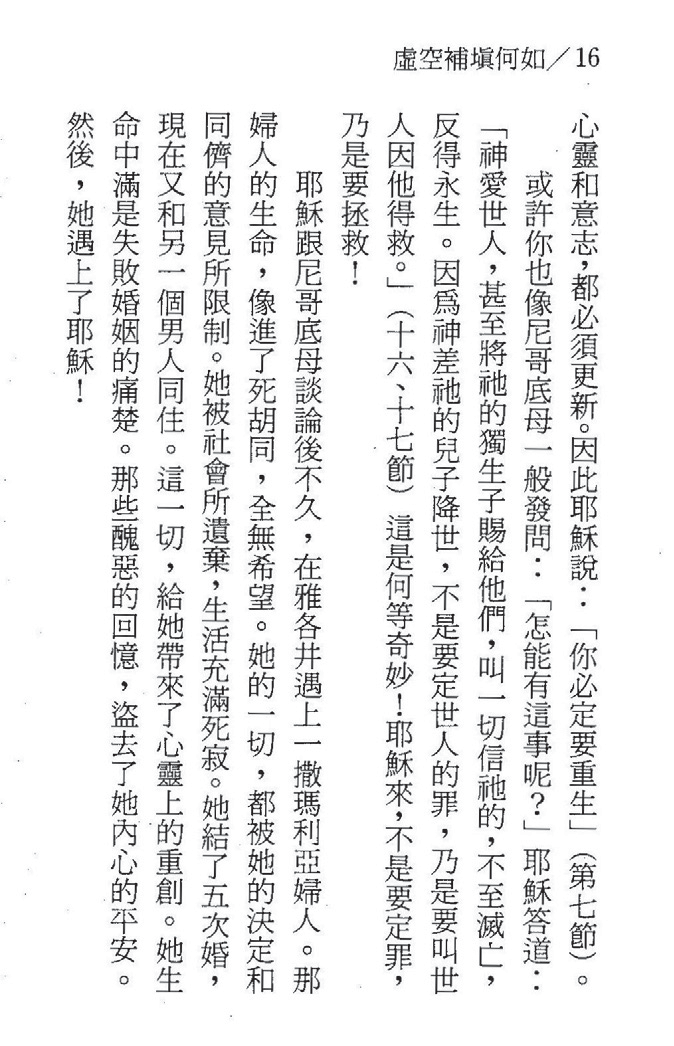 虛空補塡何如／16
心靈和意志，都必須更新。因此耶穌說：「你必定要重生」（第七節）。
或許你也像尼哥底母一般發問：「怎能有這事呢？」耶穌答道：
「神愛世人，甚至將祂的獨生子賜給他們，叫一切信祂的，不至滅亡，
反得永生。因爲神差祂的兒子降世，不是要定世人的罪，乃是要叫世
人因他得救。」（十六、十七節）這是何等奇妙！耶穌來，不是要定罪，
乃是要拯救！
耶穌跟尼哥底母談論後不久，在雅各井遇上一撒瑪利亞婦人。那
婦人的生命，像進了死胡同，全無希望。她的一切，都被她的決定和
同儕的意見所限制。她被社會所遺棄，生活充滿死寂。她結了五次婚，
現在又和另一個男人同住。這一切，給她帶來了心靈上的重創。她生
命中滿是失敗婚姻的痛楚。那些醜惡的回憶，盜去了她內心的平安。
然後，她遇上了耶穌！